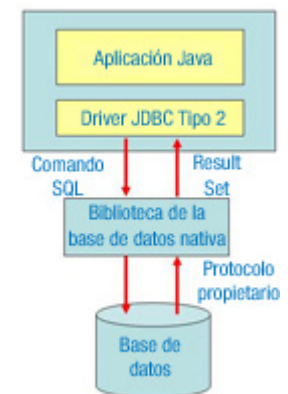 Aplicación Java
Driver JDBC Tipo 2
Comando
SQL
Result
Set
Biblioteca de la
base de datos nativa
Protocolo
propietario
Base de
datos